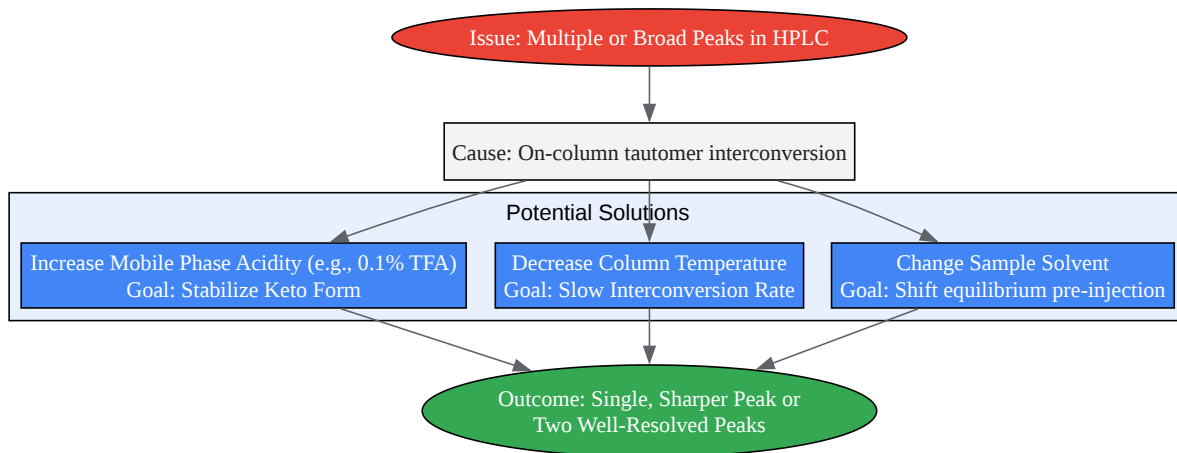 Issue: Multiple or Broad Peaks in HPLC
Cause: On-column tautomer interconversion
Potential Solutions
Increase Mobile Phase Acidity (e.g., 0.1% TFA)
Goal: Stabilize Keto Form
Decrease Column Temperature
Goal: Slow Interconversion Rate
Change Sample Solvent
Goal: Shift equilibrium pre-injection
Outcome: Single, Sharper Peak or
Two Well-Resolved Peaks